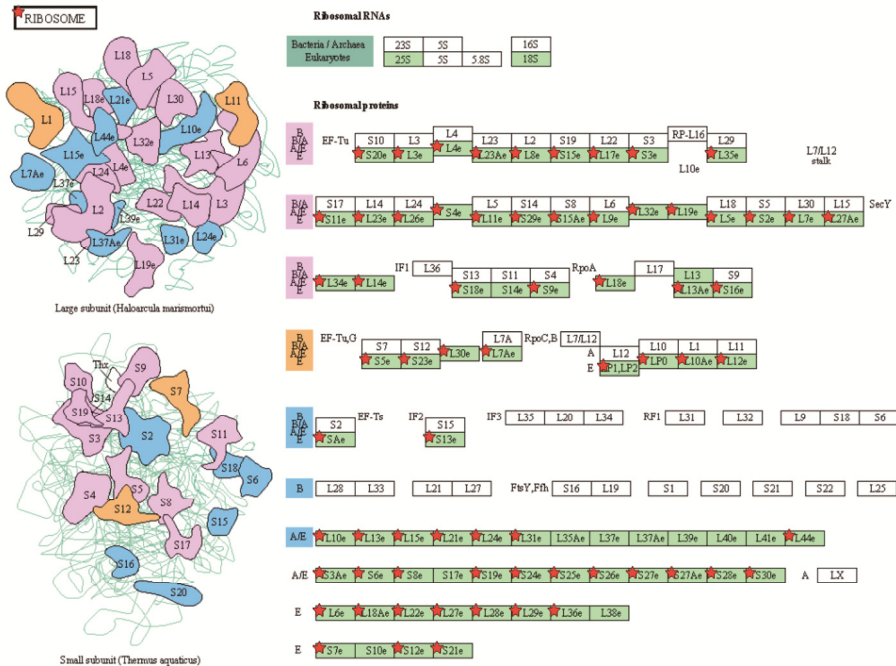 RIBOSOME
Ribosomal RNAs
Bacteria / Archaea 23S 5S 16S
Eukaryotes 25S 5S 5.8S 18S
Ribosomal proteins
L18
L5
L15 L18e L21e L30 L11
L1
L44e L10e
L32e
L15e L13 L6
L7Ae L4e
L37e L24
L2 L22 L14 L3
L39e
L29
L37Ae L31e L24e
L23
L19e
Large subunit (Haloarcula marismortui)
B
B/A
A/E
E
EF-Tu S10 L3 L4 L23 L2 S19 L22 S3 RP-L16 L29
S20e L3e L4e L23Ae L8e S15e L17e S3e L35e
L10e
L7/L12
stalk
B
B/A
A/E
E
S17 L14 L24 L5 S14 S8 L6 L18 S5 L30 L15 SecY
S11e L23e L26e S4e L11e S29e S15Ae L9e L32e L19e L5e S2e L7e L27Ae
B
B/A
A/E
E
IF1 L36 S13 S11 S4 RpoA L17 L13 S9
L34e L14e S18e S14e S9e L18e L13Ae S16e
B
B/A
A/E
E
EF-Tu,G S7 S12 L7A RpoC,B L7/L12 L10 L1 L11
A L12
S5e S23e L30e L7Ae
E LP1,LP2 LP0 L10Ae L12e
B
B/A
A/E
E
S2 EF-Ts IF2 S15 IF3 L35 L20 L34 RF1 L31 L32 L9 S18 S6
SAe S13e
B L28 L33 L21 L27 FtsY,Ffh S16 L19 S1 S20 S21 S22 L25
A/E L10e L13e L15e L21e L24e L31e L35Ae L37e L37Ae L39e L40e L41e L44e
A/E S3Ae S6e S8e S17e S19e S24e S25e S26e S27e S27Ae S28e S30e A LX
E L6e L18Ae L22e L27e L28e L29e L36e L38e
E S7e S10e S12e S21e
S9
Thx
S10
S14 S7
S19 S13
S3 S2 S11
S18
S6
S4 S5 S8
S12
S15
S17
S16
S20
Small subunit (Thermus aquaticus)